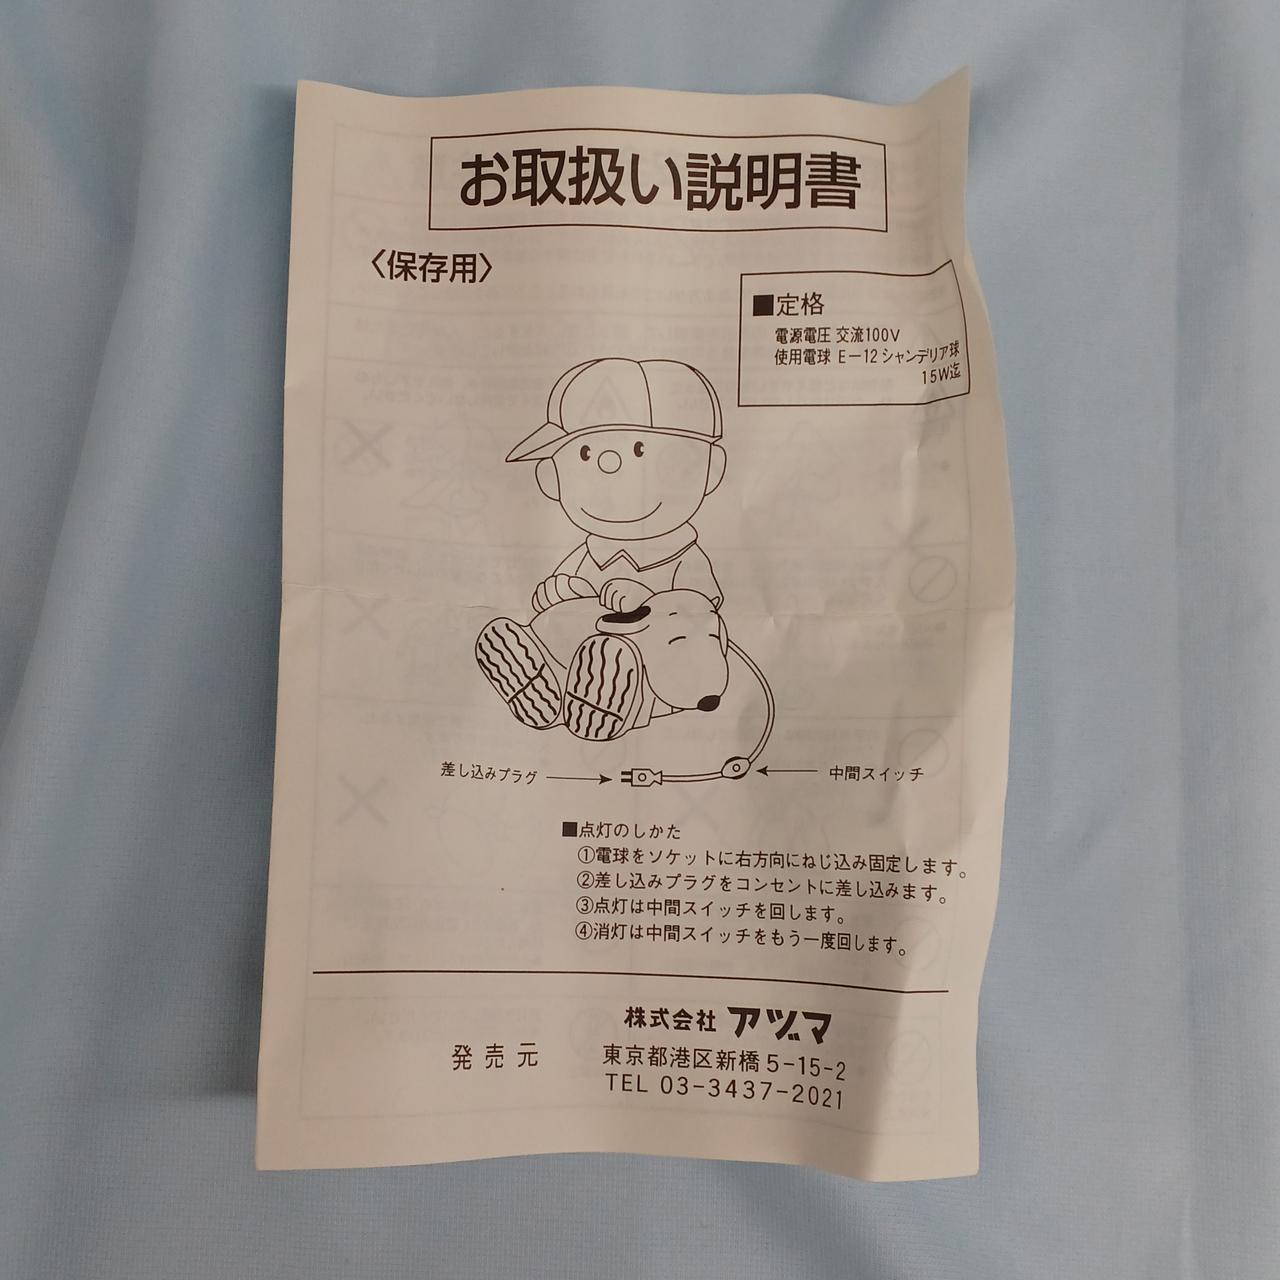 お取扱い説明書
〈保存用〉
■定格
電源電圧 交流100V
使用電球 E－12シャンデリア球
15W迄
差し込みプラグ
中間スイッチ
■点灯のしかた
①電球をソケットに右方向にねじ込み固定します。
②差し込みプラグをコンセントに差し込みます。
③点灯は中間スイッチを回します。
④消灯は中間スイッチをもう一度回します。
株式会社 アヅマ
発売元
東京都港区新橋5-15-2
TEL 03-3437-2021